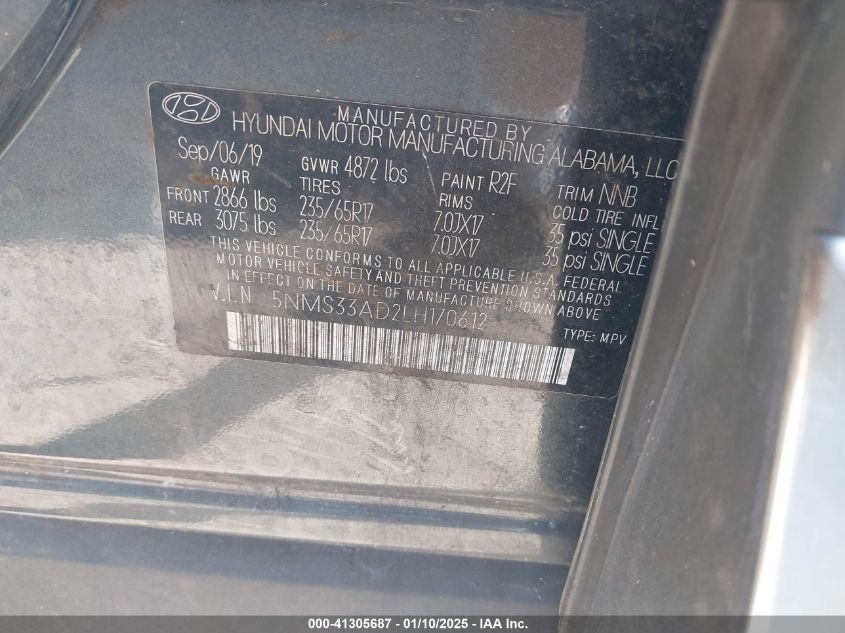 MANUFACTURED BY
HYUNDAI MOTOR MANUFACTURING ALABAMA, LLC
Sep/06/19 GVWR 4872 lbs PAINT R2F TRIM NNB
GAWR TIRES RIMS COLD TIRE INFL
FRONT 2866 lbs 235/65R17 7.0JX17 35 psi SINGLE
REAR 3075 lbs 235/65R17 7.0JX17 35 psi SINGLE
THIS VEHICLE CONFORMS TO ALL APPLICABLE U.S.A. FEDERAL
MOTOR VEHICLE SAFETY AND THEFT PREVENTION STANDARDS
IN EFFECT ON THE DATE OF MANUFACTURE SHOWN ABOVE
V.I.N 5NMS33AD2LH170612
TYPE: MPV
000-41305687 - 01/10/2025 - IAA Inc.